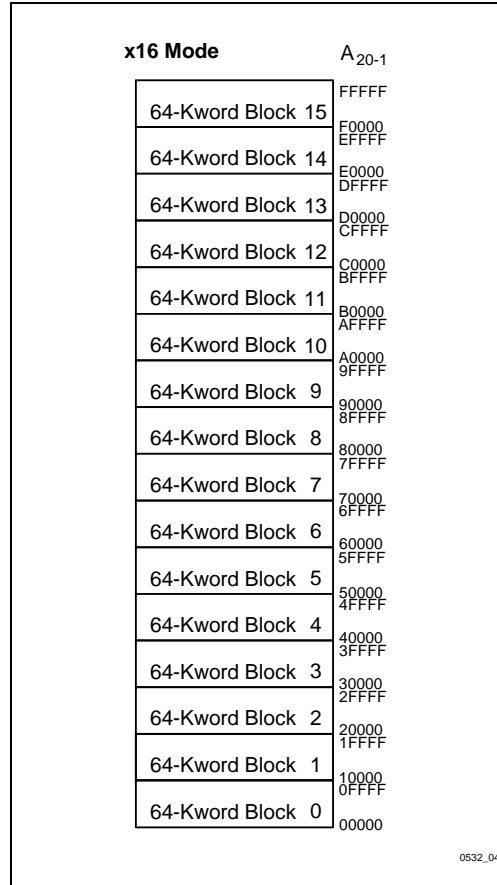 x16 Mode A20-1
FFFFF
64-Kword Block 15
F0000
EFFFF
64-Kword Block 14
E0000
DFFFF
64-Kword Block 13
D0000
CFFFF
64-Kword Block 12
C0000
BFFFF
64-Kword Block 11
B0000
AFFFF
64-Kword Block 10
A0000
9FFFF
64-Kword Block 9
90000
8FFFF
64-Kword Block 8
80000
7FFFF
64-Kword Block 7
70000
6FFFF
64-Kword Block 6
60000
5FFFF
64-Kword Block 5
50000
4FFFF
64-Kword Block 4
40000
3FFFF
64-Kword Block 3
30000
2FFFF
64-Kword Block 2
20000
1FFFF
64-Kword Block 1
10000
0FFFF
64-Kword Block 0
00000
0532_04